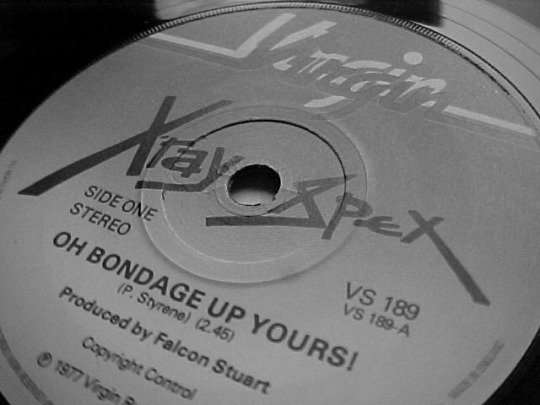 Virgin
X ray Spex
SIDE ONE
STEREO
OH BONDAGE UP YOURS!
(P. Styrene) (2.45)
VS 189
VS 189-A
Produced by Falcon Stuart
Copyright Control
℗ 1977 Virgin